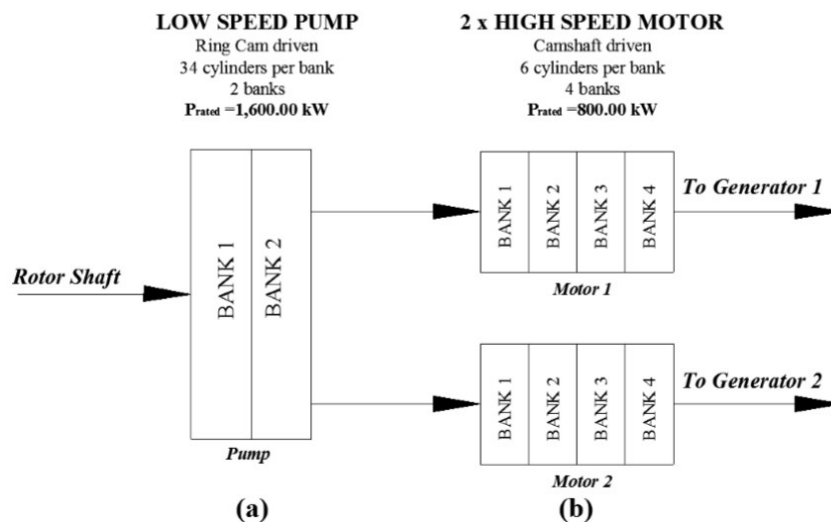 LOW SPEED PUMP
Ring Cam driven
34 cylinders per bank
2 banks
Prated =1,600.00 kW
2 x HIGH SPEED MOTOR
Camshaft driven
6 cylinders per bank
4 banks
Prated =800.00 kW
Rotor Shaft
BANK 1
BANK 2
Pump
BANK 1
BANK 2
BANK 3
BANK 4
Motor 1
To Generator 1
BANK 1
BANK 2
BANK 3
BANK 4
Motor 2
To Generator 2
(a)
(b)